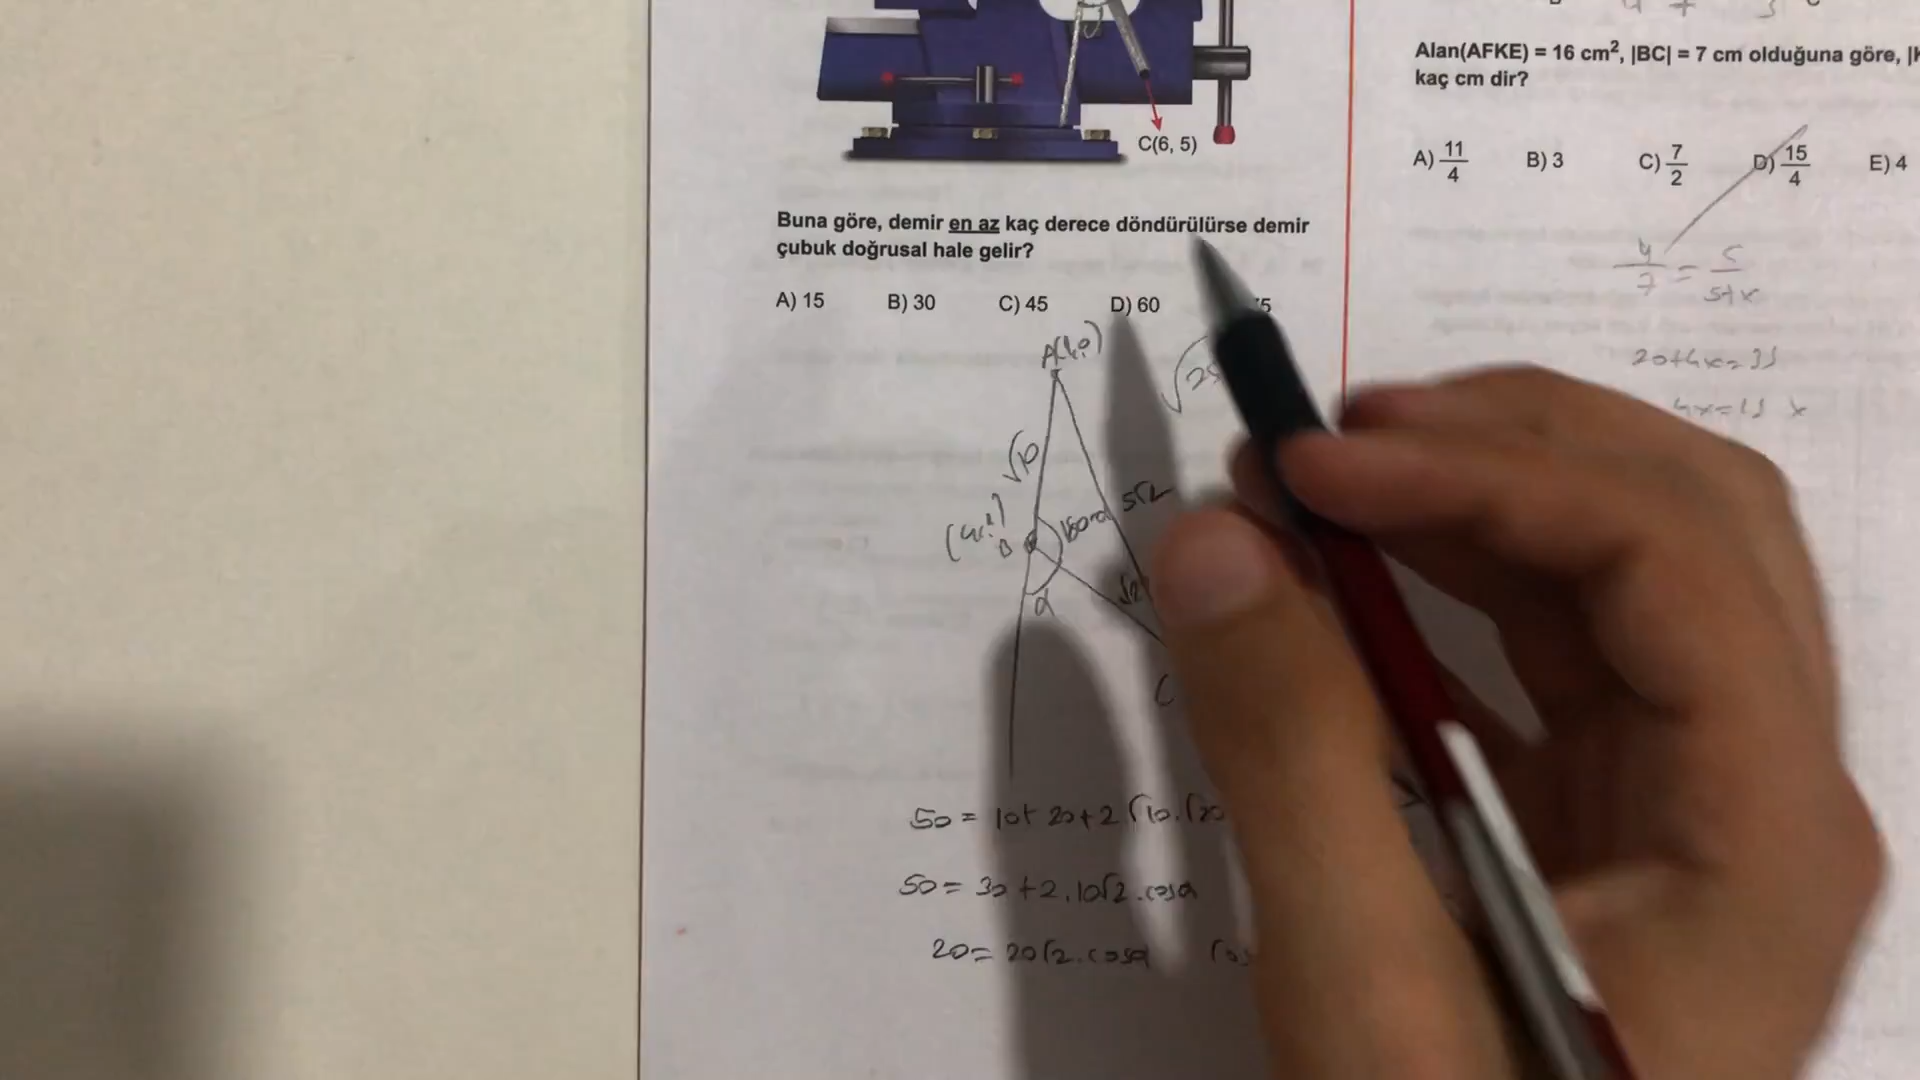 C(6, 5)
Buna göre, demir en az kaç derece döndürülürse demir
çubuk doğrusal hale gelir?
A) 15 B) 30 C) 45 D) 60
√10
5√2
B
180-α
α
C
50 = 10+ 20+2 √10.√20
50= 30+2.10√2.cosα
20= 20√2.cosα
Alan(AFKE) = 16 cm², |BC| = 7 cm olduğuna göre,
kaç cm dir?
A) 11/4 B) 3 C) 7/2 D) 15/4 E) 4
4/7 = 5/5+x
20+4x=35